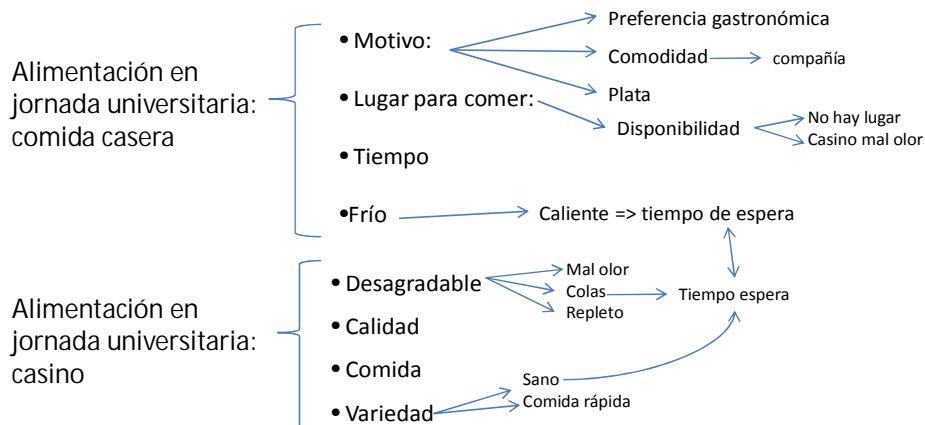 Alimentación en
jornada universitaria:
comida casera
• Motivo:
Preferencia gastronómica
Comodidad
compañía
Plata
• Lugar para comer:
Disponibilidad
No hay lugar
Casino mal olor
• Tiempo
•Frío
Caliente => tiempo de espera
Alimentación en
jornada universitaria:
casino
• Desagradable
Mal olor
Colas
Repleto
Tiempo espera
• Calidad
• Comida
• Variedad
Sano
Comida rápida